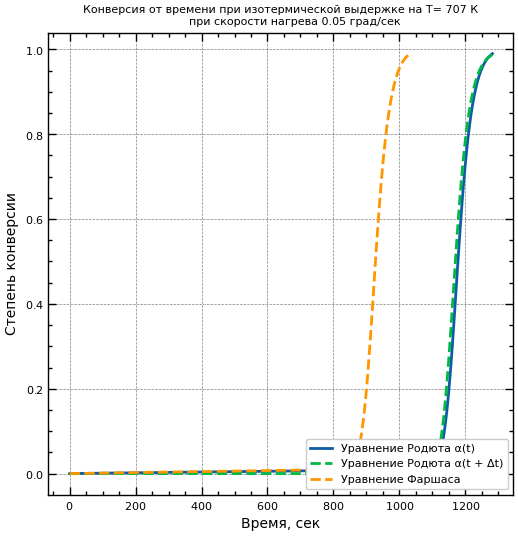 Конверсия от времени при изотермической выдержке на T= 707 К
при скорости нагрева 0.05 град/сек
1.0
0.8
0.6
0.4
0.2
0.0
Степень конверсии
Уравнение Родюта α(t)
Уравнение Родюта α(t + Δt)
Уравнение Фаршаса
0 200 400 600 800 1000 1200
Время, сек